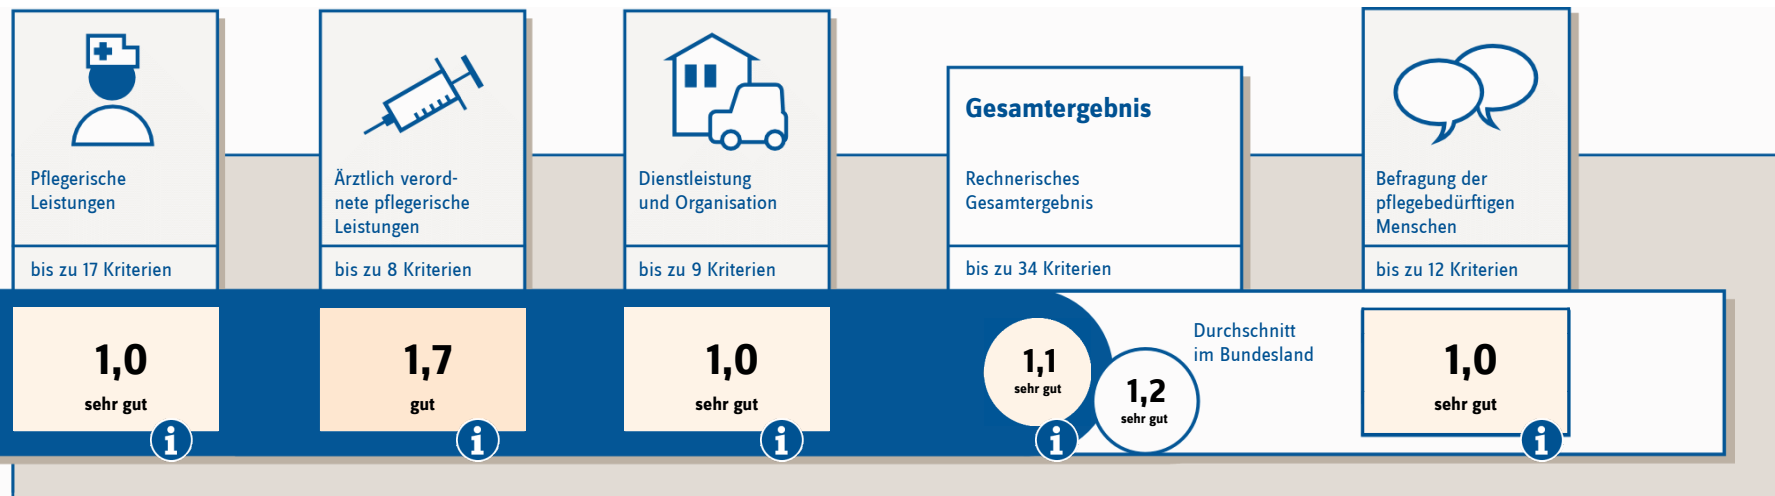 Pflegerische
Leistungen
bis zu 17 Kriterien
1,0
sehr gut
i
Ärztlich verord-
nete pflegerische
Leistungen
bis zu 8 Kriterien
1,7
gut
i
Dienstleistung
und Organisation
bis zu 9 Kriterien
1,0
sehr gut
i
Gesamtergebnis
Rechnerisches
Gesamtergebnis
bis zu 34 Kriterien
1,1
sehr gut
i
1,2
sehr gut
Durchschnitt
im Bundesland
Befragung der
pflegebedürftigen
Menschen
bis zu 12 Kriterien
1,0
sehr gut
i